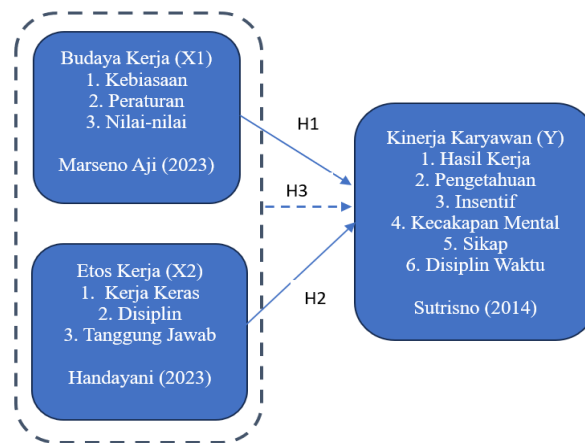 Budaya Kerja (X1)
1. Kebiasaan
2. Peraturan
3. Nilai-nilai
Marseno Aji (2023)
H1
H3
H2
Etos Kerja (X2)
1. Kerja Keras
2. Disiplin
3. Tanggung Jawab
Handayani (2023)
Kinerja Karyawan (Y)
1. Hasil Kerja
2. Pengetahuan
3. Insentif
4. Kecakapan Mental
5. Sikap
6. Disiplin Waktu
Sutrisno (2014)